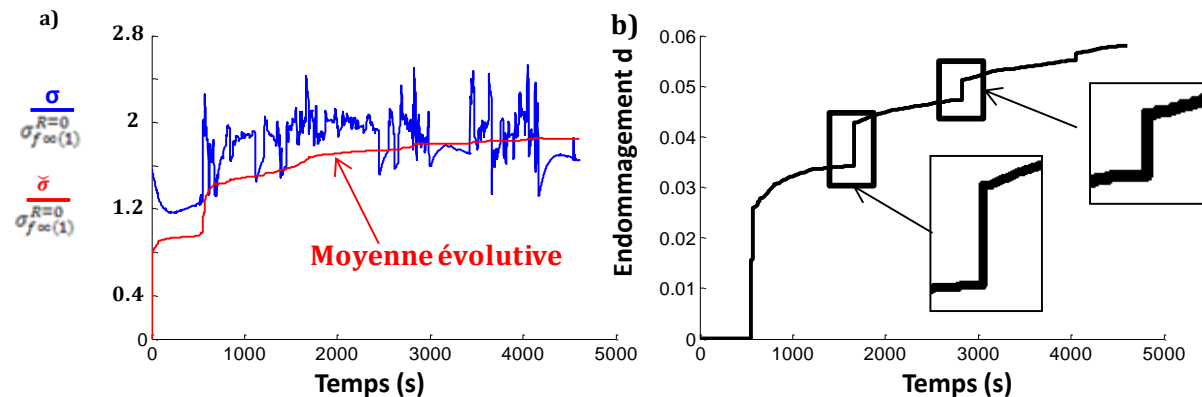 a)
2.8
2
1.2
0.4
0
σ
σ^{R=0}_{f∞(1)}
σ̌
σ^{R=0}_{f∞(1)}
Moyenne évolutive
0 1000 2000 3000 4000 5000
Temps (s)
b)
Endommagement d
0.06
0.05
0.04
0.03
0.02
0.01
0
0 1000 2000 3000 4000 5000
Temps (s)